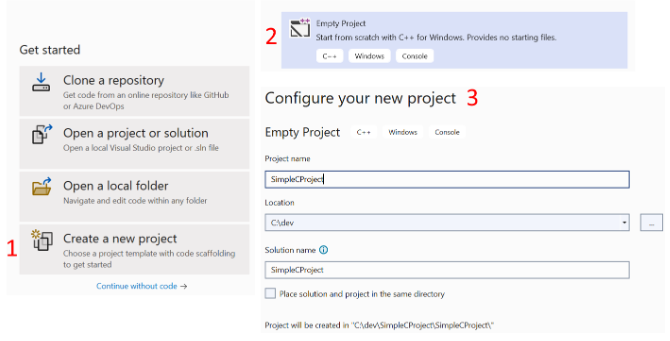 Get started
Clone a repository
Get code from an online repository like GitHub
or Azure DevOps
Open a project or solution
Open a local Visual Studio project or .sln file
Open a local folder
Navigate and edit code within any folder
1
Create a new project
Choose a project template with code scaffolding
to get started
Continue without code →
2
Empty Project
Start from scratch with C++ for Windows. Provides no starting files.
C++ Windows Console
Configure your new project 3
Empty Project C++ Windows Console
Project name
SimpleCProject
Location
C:\dev
...
Solution name
SimpleCProject
Place solution and project in the same directory
Project will be created in "C:\dev\SimpleCProject\SimpleCProject\"